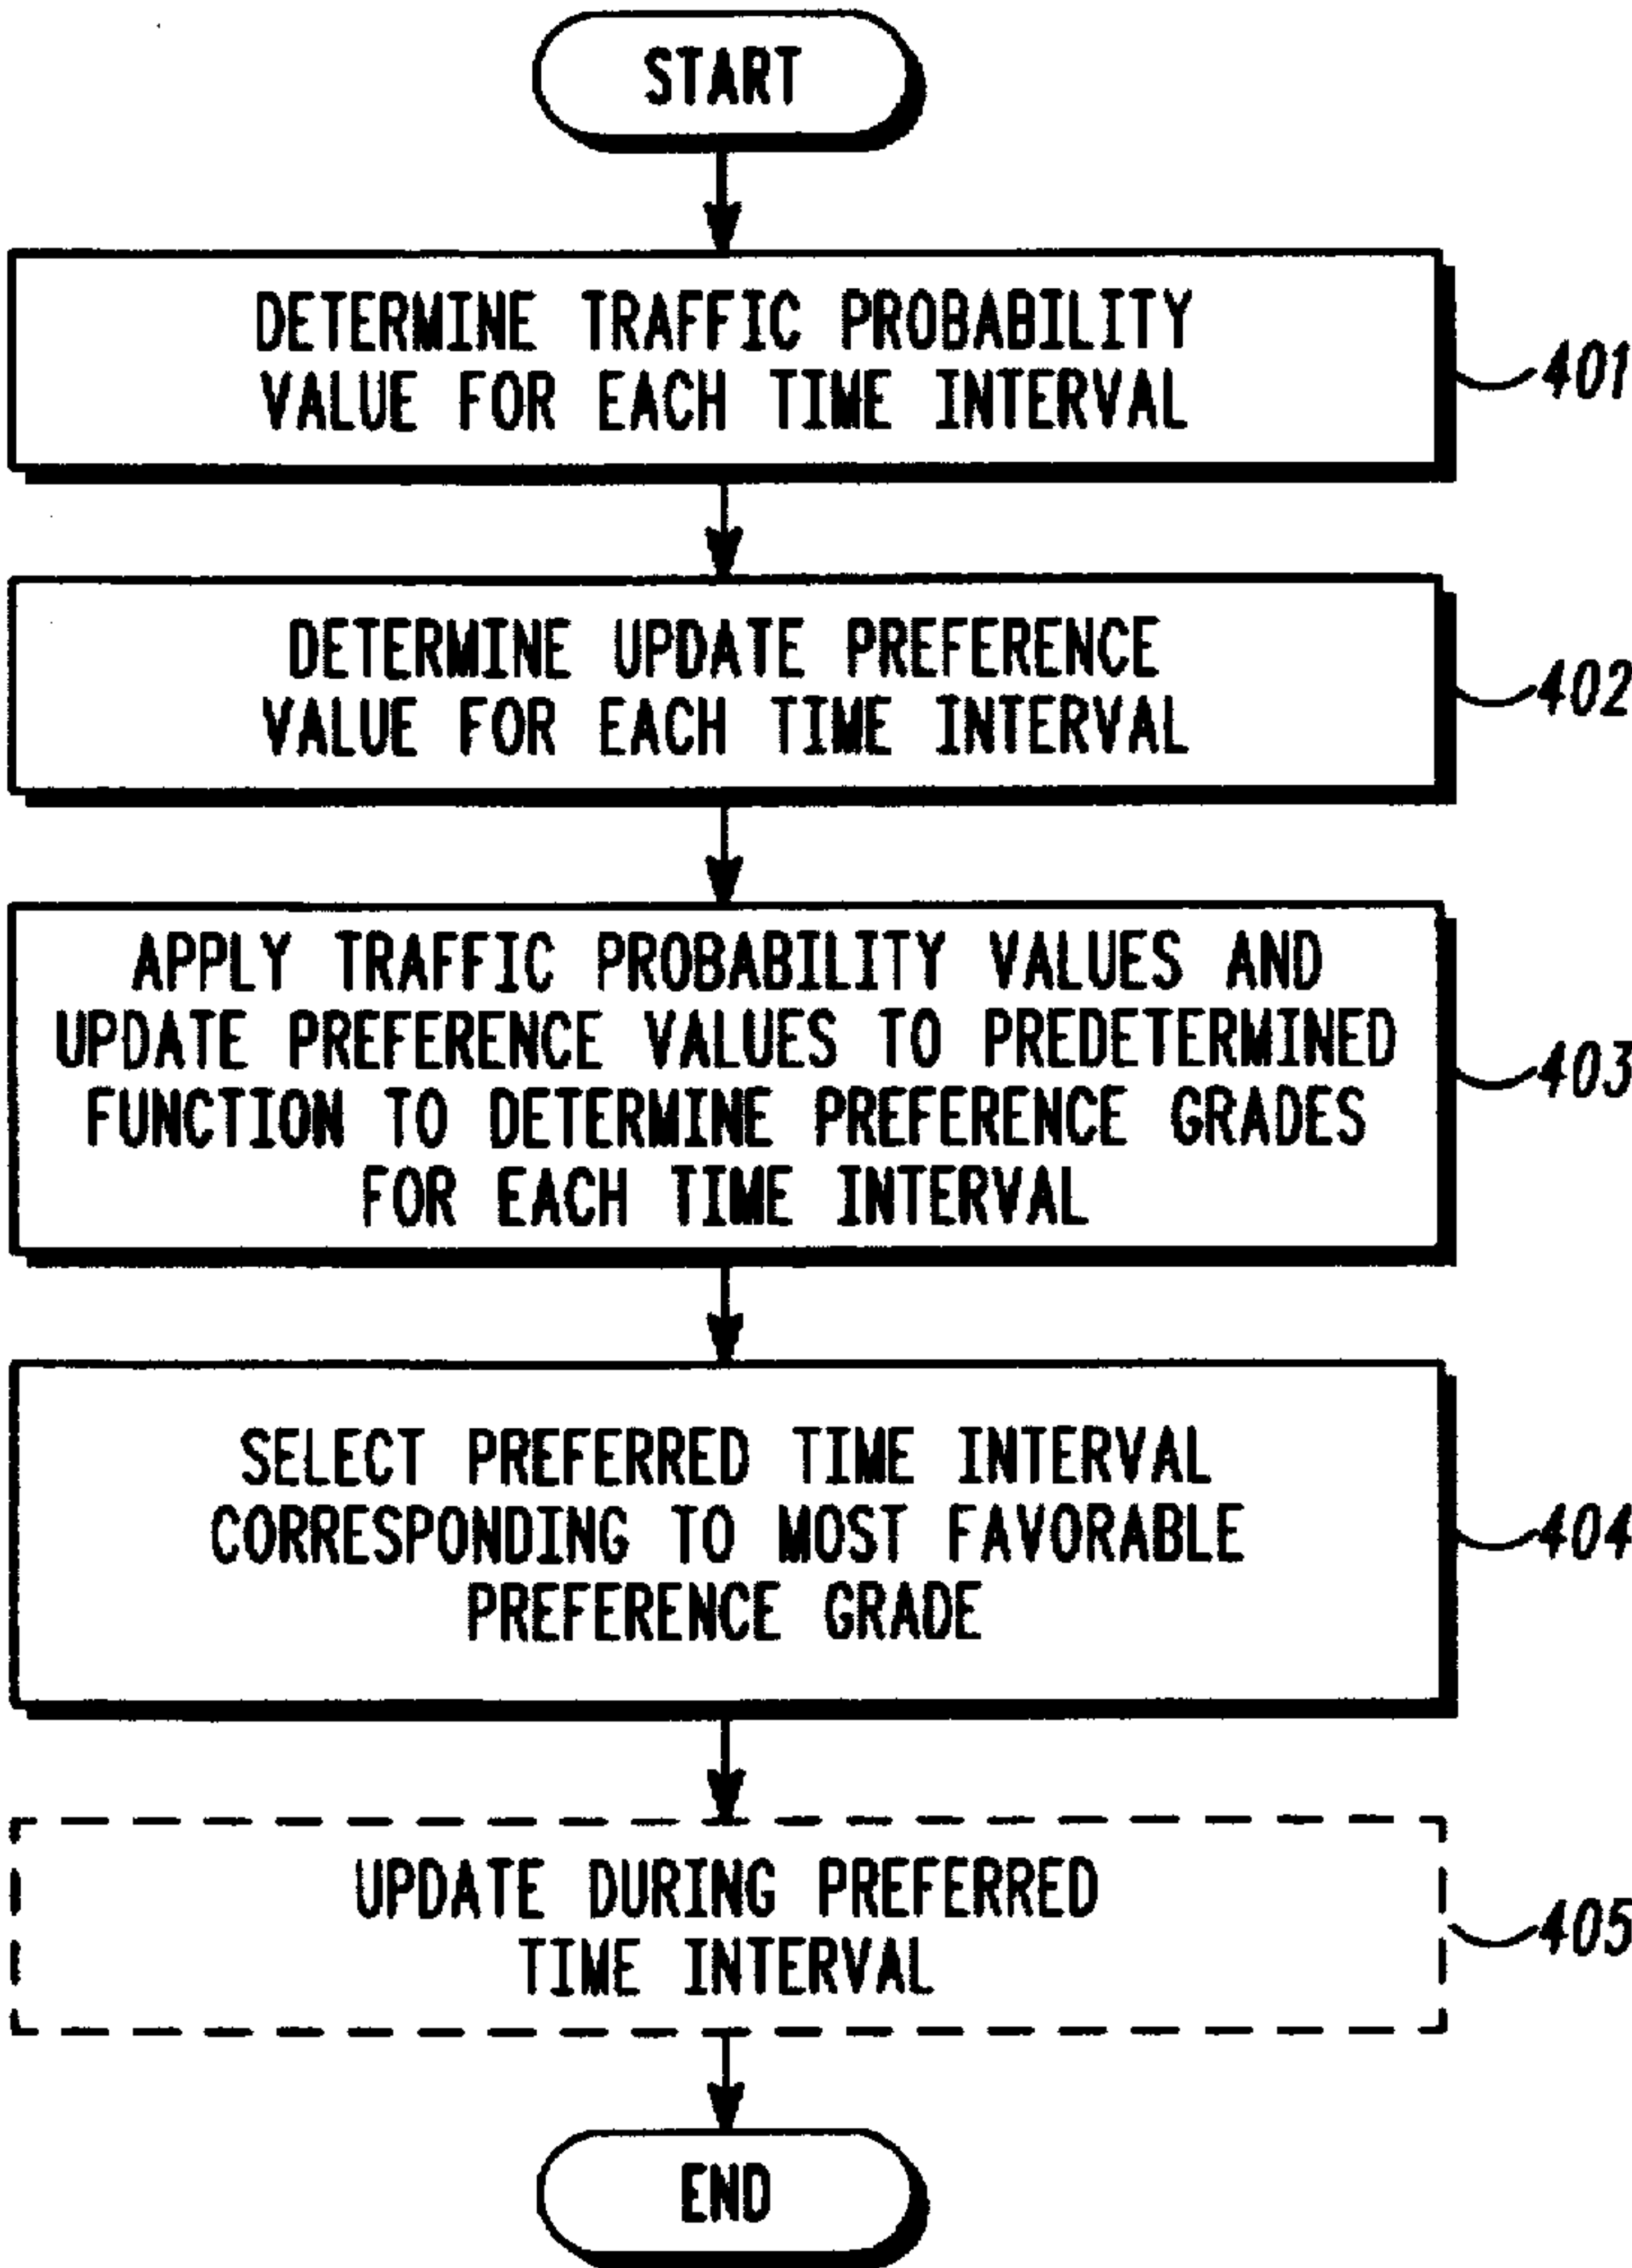 START
DETERMINE TRAFFIC PROBABILITY
VALUE FOR EACH TIME INTERVAL
401
DETERMINE UPDATE PREFERENCE
VALUE FOR EACH TIME INTERVAL
402
APPLY TRAFFIC PROBABILITY VALUES AND
UPDATE PREFERENCE VALUES TO PREDETERMINED
FUNCTION TO DETERMINE PREFERENCE GRADES
FOR EACH TIME INTERVAL
403
SELECT PREFERRED TIME INTERVAL
CORRESPONDING TO MOST FAVORABLE
PREFERENCE GRADE
404
UPDATE DURING PREFERRED
TIME INTERVAL
405
END